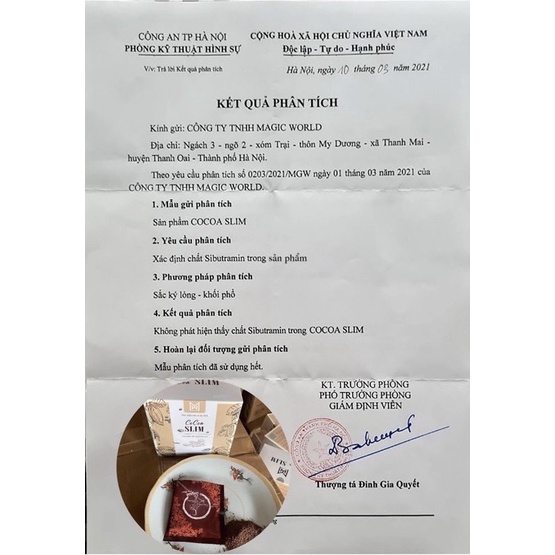 CÔNG AN TP HÀ NỘI
PHÒNG KỸ THUẬT HÌNH SỰ
V/v: Trả lời Kết quả phân tích
CỘNG HOÀ XÃ HỘI CHỦ NGHĨA VIỆT NAM
Độc lập - Tự do - Hạnh phúc
Hà Nội, ngày 10 tháng 03 năm 2021
KẾT QUẢ PHÂN TÍCH
Kính gửi: CÔNG TY TNHH MAGIC WORLD
Địa chỉ: Ngách 3 - ngõ 2 - xóm Trại - thôn My Dương - xã Thanh Mai -
huyện Thanh Oai - Thành phố Hà Nội.
Theo yêu cầu phân tích số 0203/2021/MGW ngày 01 tháng 03 năm 2021 của
CÔNG TY TNHH MAGIC WORLD.
1. Mẫu gửi phân tích
Sản phẩm COCOA SLIM
2. Yêu cầu phân tích
Xác định chất Sibutramin trong sản phẩm
3. Phương pháp phân tích
Sắc ký lỏng - khối phổ
4. Kết quả phân tích
Không phát hiện thấy chất Sibutramin trong COCOA SLIM
5. Hoàn lại đối tượng gửi phân tích
Mẫu phân tích đã sử dụng hết.
KT. TRƯỞNG PHÒNG
PHÓ TRƯỞNG PHÒNG
GIÁM ĐỊNH VIÊN
Thượng tá Đinh Gia Quyết
SLIM
CoCoa
SLIM
SLIM